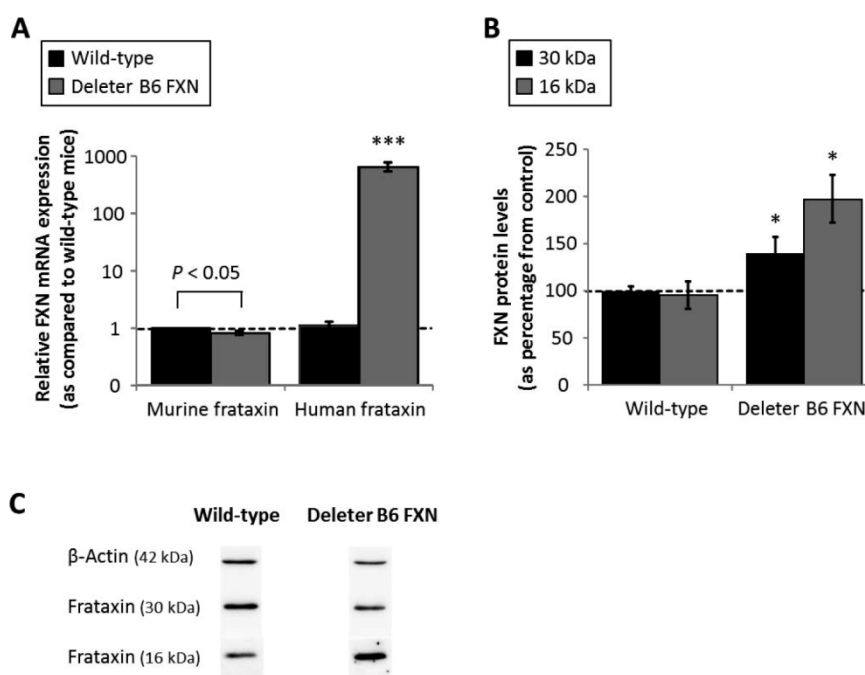 A
Wild-type
Deleter B6 FXN
Relative FXN mRNA expression
(as compared to wild-type mice)
1000
100
10
1
0
P < 0.05
***
Murine frataxin
Human frataxin
B
30 kDa
16 kDa
FXN protein levels
(as percentage from control)
250
200
150
100
50
0
*
*
Wild-type
Deleter B6 FXN
C
Wild-type Deleter B6 FXN
β-Actin (42 kDa)
Frataxin (30 kDa)
Frataxin (16 kDa)